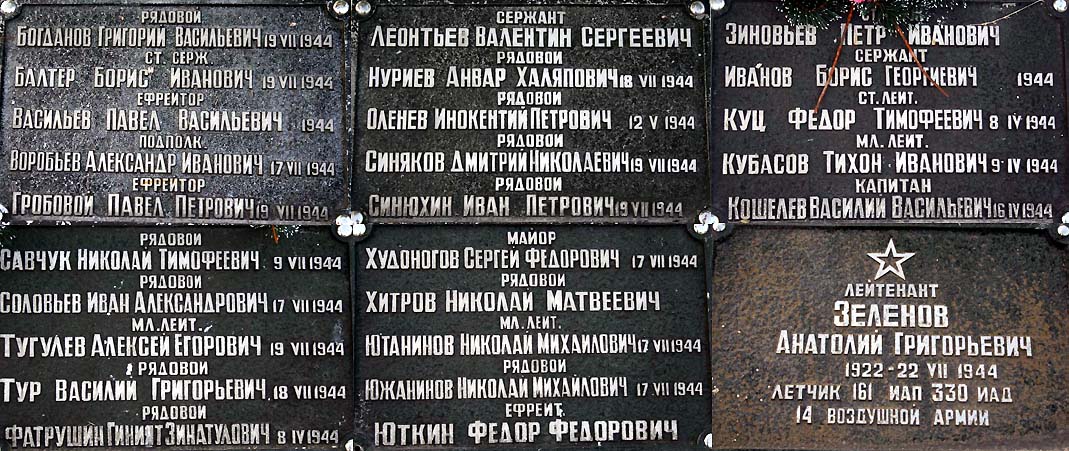 РЯДОВОЙ
БОГДАНОВ ГРИГОРИЙ ВАСИЛЬЕВИЧ 19 VII 1944
СТ. СЕРЖ.
БАЛТЕР БОРИС ИВАНОВИЧ 19 VII 1944
ЕФРЕЙТОР
ВАСИЛЬЕВ ПАВЕЛ ВАСИЛЬЕВИЧ 1944
ПОДПОЛК.
ВОРОБЬЕВ АЛЕКСАНДР ИВАНОВИЧ 17 VII 1944
ЕФРЕЙТОР
ГРОБОВОЙ ПАВЕЛ ПЕТРОВИЧ 19 VII 1944
СЕРЖАНТ
ЛЕОНТЬЕВ ВАЛЕНТИН СЕРГЕЕВИЧ
РЯДОВОЙ
НУРИЕВ АНВАР ХАЛЯПОВИЧ 18 VII 1944
РЯДОВОЙ
ОЛЕНЕВ ИНОКЕНТИЙ ПЕТРОВИЧ 12 V 1944
РЯДОВОЙ
СИНЯКОВ ДМИТРИЙ НИКОЛАЕВИЧ 19 VII 1944
РЯДОВОЙ
СИНЮХИН ИВАН ПЕТРОВИЧ 19 VII 1944
СТ.
ЗИНОВЬЕВ ПЕТР ИВАНОВИЧ
СЕРЖАНТ
ИВАНОВ БОРИС ГЕОРГИЕВИЧ 1944
СТ. ЛЕИТ.
КУЦ ФЕДОР ТИМОФЕЕВИЧ 8 IV 1944
МЛ. ЛЕИТ.
КУБАСОВ ТИХОН ИВАНОВИЧ 9 IV 1944
КАПИТАН
КОШЕЛЕВ ВАСИЛИЙ ВАСИЛЬЕВИЧ 16 IV 1944
РЯДОВОЙ
САВЧУК НИКОЛАЙ ТИМОФЕЕВИЧ 9 VII 1944
РЯДОВОЙ
СОЛОВЬЕВ ИВАН АЛЕКСАНДРОВИЧ 17 VII 1944
МЛ. ЛЕИТ.
ТУГУЛЕВ АЛЕКСЕЙ ЕГОРОВИЧ 19 VII 1944
РЯДОВОЙ
ТУР ВАСИЛИЙ ГРИГОРЬЕВИЧ 18 VII 1944
РЯДОВОЙ
ФАТРУШИН ГИНИЯТ ЗИНАТУЛОВИЧ 8 IV 1944
МАЙОР
ХУДОНОГОВ СЕРГЕЙ ФЕДОРОВИЧ 17 VII 1944
РЯДОВОЙ
ХИТРОВ НИКОЛАЙ МАТВЕЕВИЧ
МЛ. ЛЕИТ.
ЮТАНИНОВ НИКОЛАЙ МИХАИЛОВИЧ 17 VII 1944
РЯДОВОЙ
ЮЖАНИНОВ НИКОЛАЙ МИХАЙЛОВИЧ 17 VII 1944
ЕФРЕИТ.
ЮТКИН ФЕДОР ФЕДОРОВИЧ
ЛЕЙТЕНАНТ
ЗЕЛЕНОВ
АНАТОЛИЙ ГРИГОРЬЕВИЧ
1922-22 VII 1944
ЛЕТЧИК 161 ИАП 330 ИАД
14 ВОЗДУШНОЙ АРМИИ